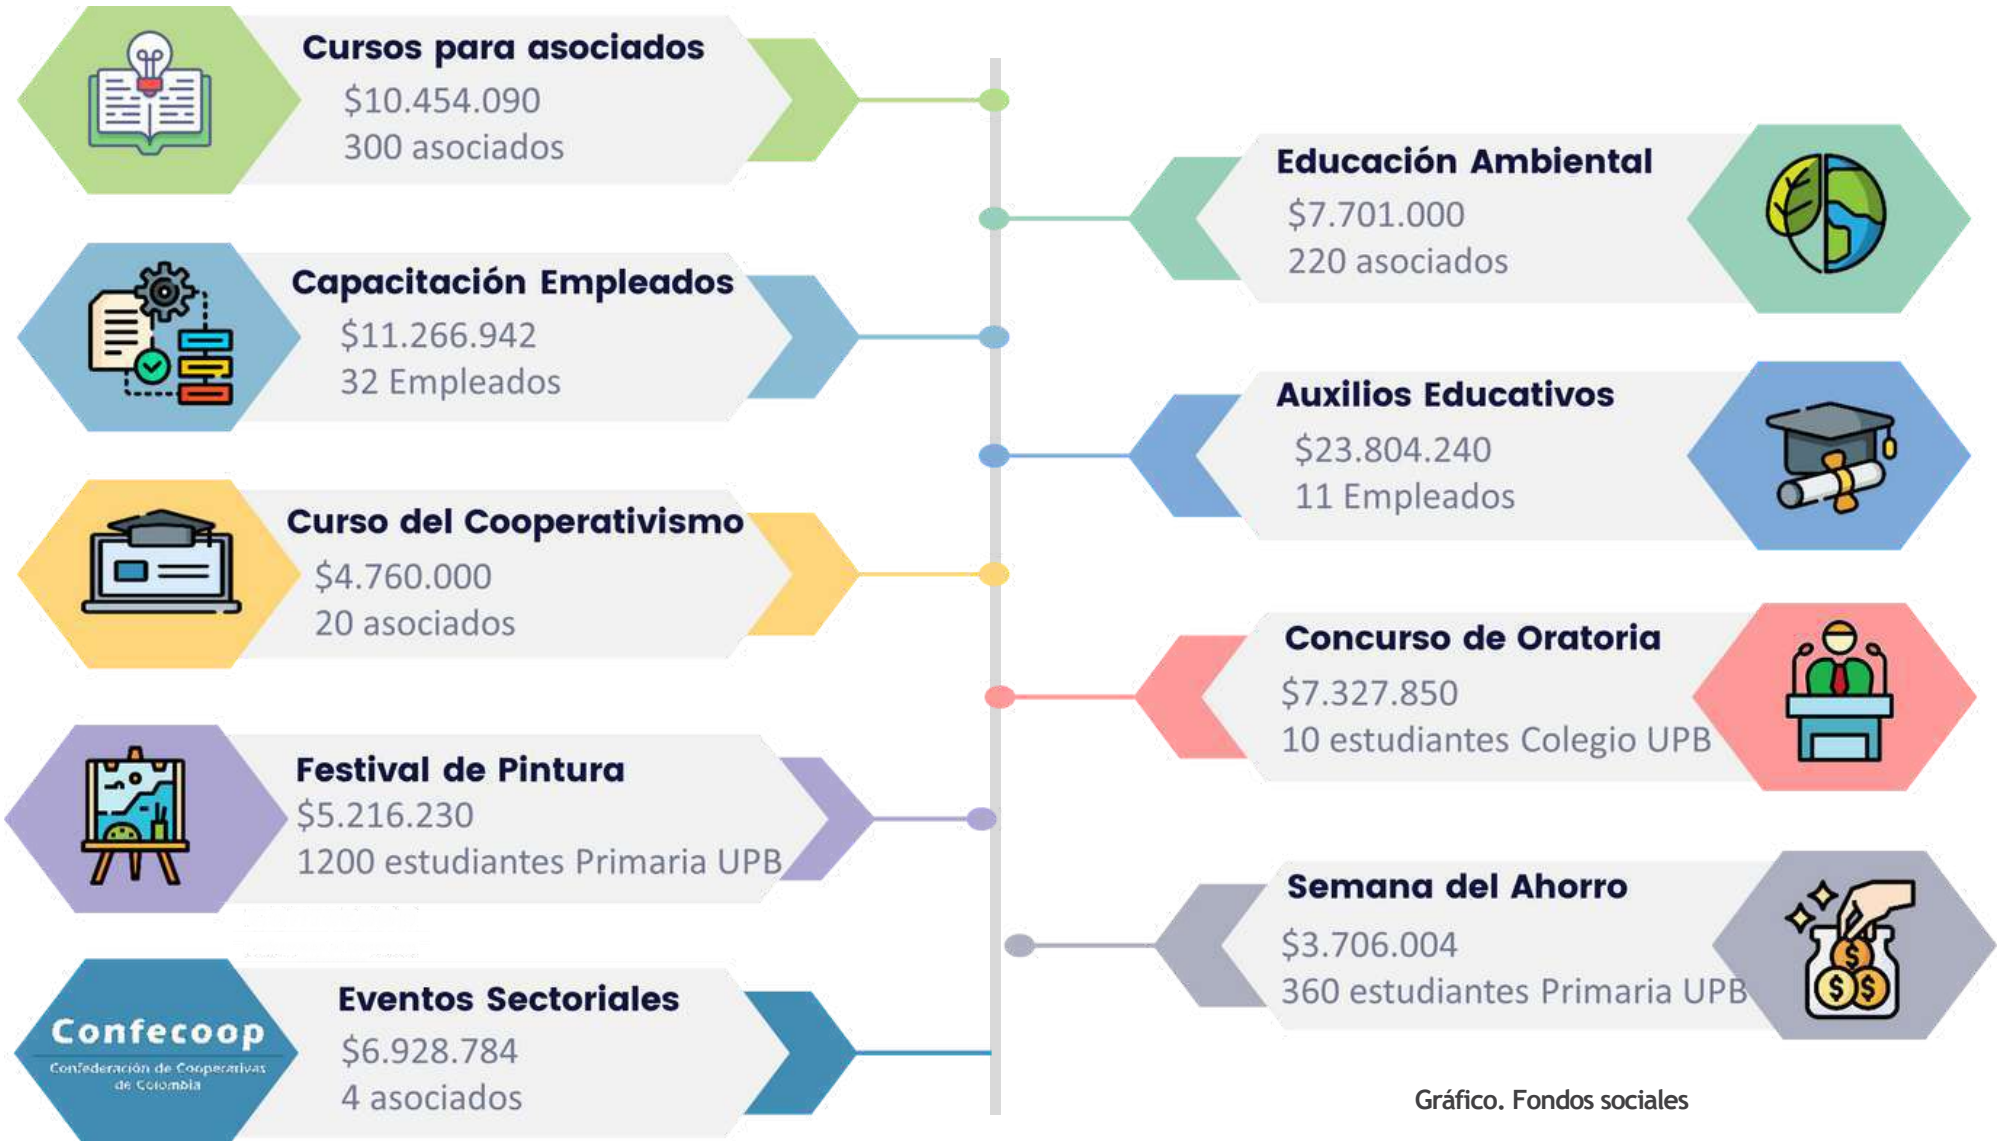 Cursos para asociados
$10.454.090
300 asociados
Educación Ambiental
$7.701.000
220 asociados
Capacitación Empleados
$11.266.942
32 Empleados
Auxilios Educativos
$23.804.240
11 Empleados
Curso del Cooperativismo
$4.760.000
20 asociados
Concurso de Oratoria
$7.327.850
10 estudiantes Colegio UPB
Festival de Pintura
$5.216.230
1200 estudiantes Primaria UPB
Semana del Ahorro
$3.706.004
360 estudiantes Primaria UPB
Confecoop
Confederación de Cooperativas
de Colombia
Eventos Sectoriales
$6.928.784
4 asociados
Gráfico. Fondos sociales